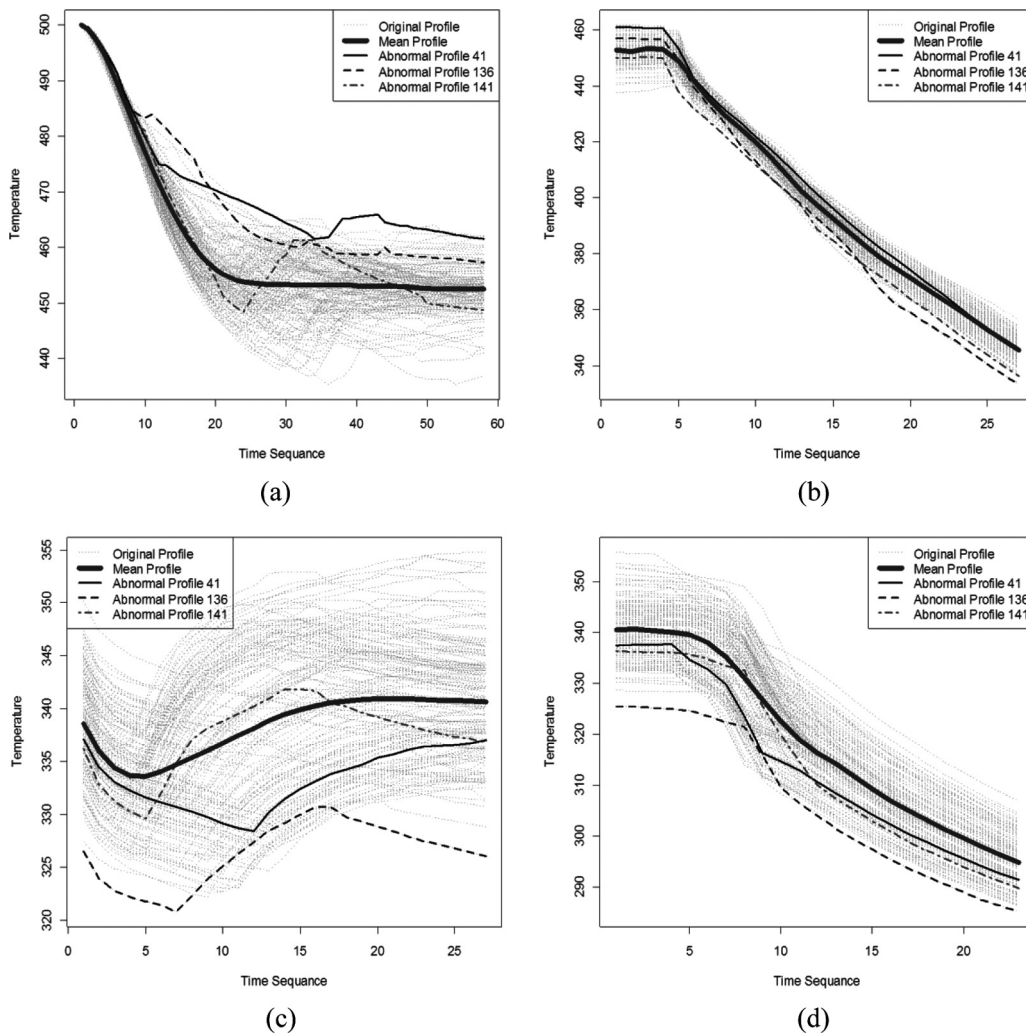 Temperature
500
490
480
470
460
450
440
Original Profile
Mean Profile
Abnormal Profile 41
Abnormal Profile 136
Abnormal Profile 141
0 10 20 30 40 50 60
Time Sequance
(a)
Temperature
460
440
420
400
380
360
340
Original Profile
Mean Profile
Abnormal Profile 41
Abnormal Profile 136
Abnormal Profile 141
0 5 10 15 20 25
Time Sequance
(b)
Temperature
355
350
345
340
335
330
325
320
Original Profile
Mean Profile
Abnormal Profile 41
Abnormal Profile 136
Abnormal Profile 141
0 5 10 15 20 25
Time Sequance
(c)
Temperature
350
340
330
320
310
300
290
Original Profile
Mean Profile
Abnormal Profile 41
Abnormal Profile 136
Abnormal Profile 141
5 10 15 20
Time Sequance
(d)